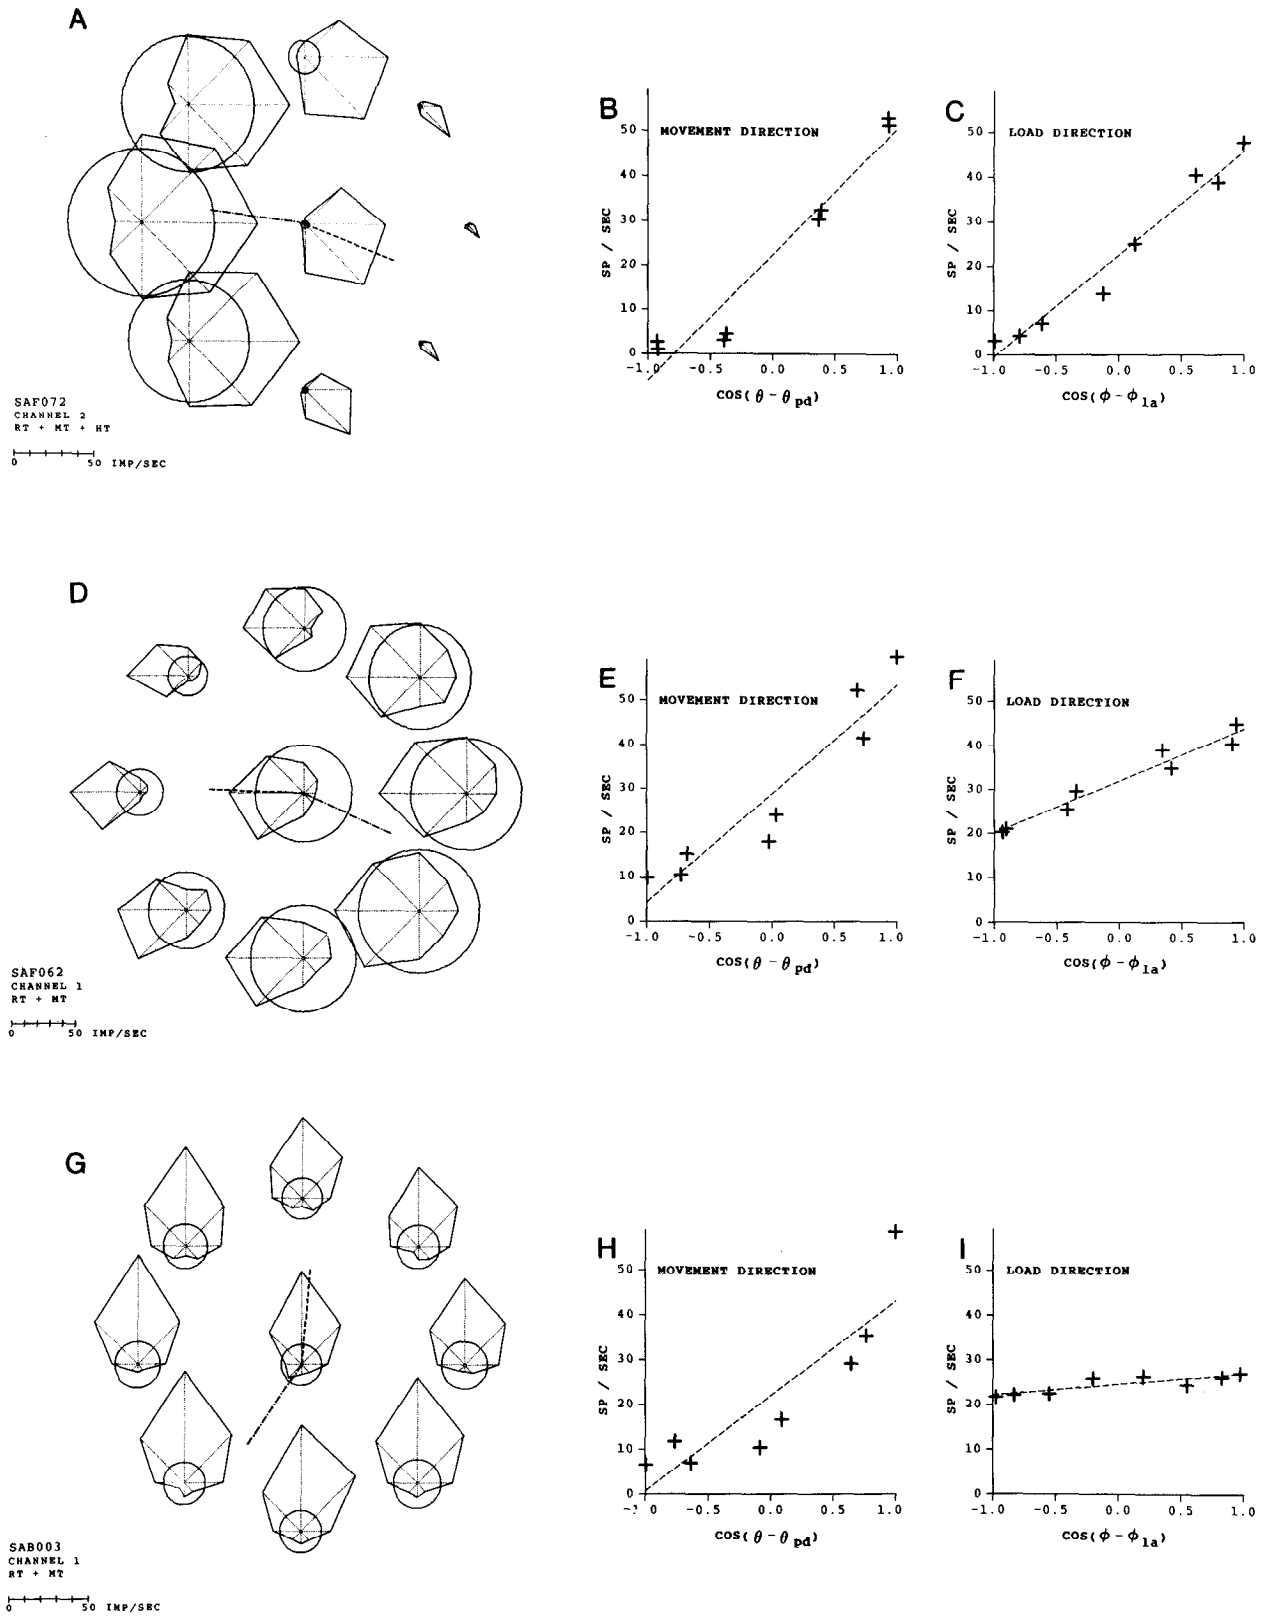 A
B
MOVEMENT DIRECTION
50
40
30
20
10
0
SP / SEC
-1.0 -0.5 0.0 0.5 1.0
COS(θ-θpd)
C
LOAD DIRECTION
50
40
30
20
10
0
SP / SEC
-1.0 -0.5 0.0 0.5 1.0
COS(ϕ-ϕla)
SAF072
CHANNEL 2
RT + MT + HT
0 50 IMP/SEC
D
E
MOVEMENT DIRECTION
50
40
30
20
10
0
SP / SEC
-1.0 -0.5 0.0 0.5 1.0
COS(θ-θpd)
F
LOAD DIRECTION
50
40
30
20
10
0
SP / SEC
-1.0 -0.5 0.0 0.5 1.0
COS(ϕ-ϕla)
SAF062
CHANNEL 1
RT + MT
0 50 IMP/SEC
G
H
MOVEMENT DIRECTION
50
40
30
20
10
0
SP / SEC
-0.5 0.0 0.5 1.0
COS(θ-θpd)
I
LOAD DIRECTION
50
40
30
20
10
0
SP / SEC
-1.0 -0.5 0.0 0.5 1.0
COS(ϕ-ϕla)
SAB003
CHANNEL 1
RT + MT
0 50 IMP/SEC